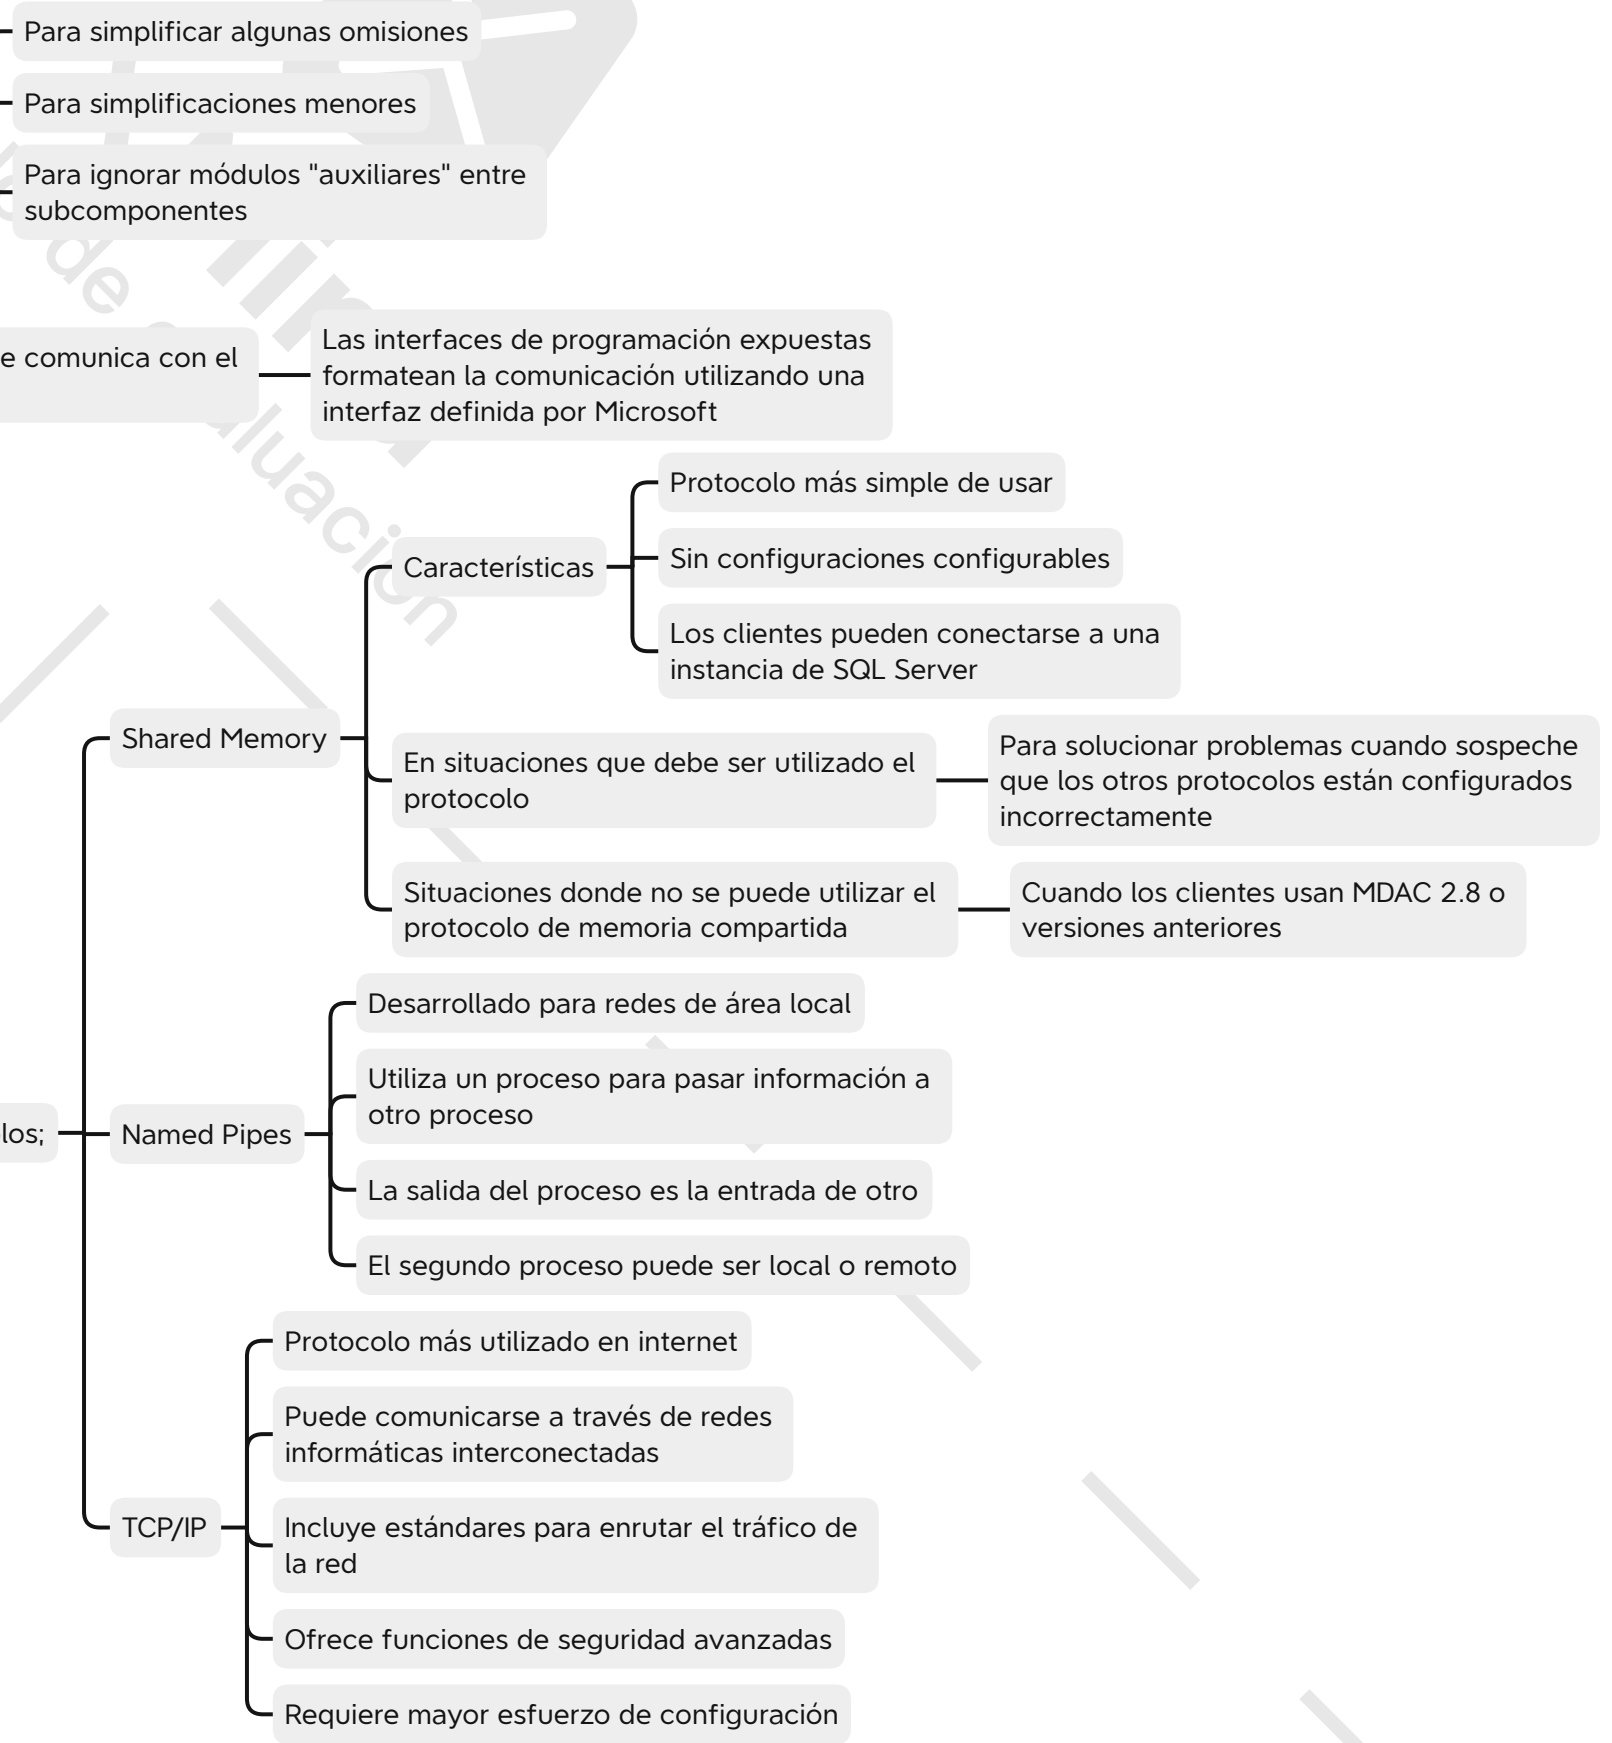 Para simplificar algunas omisiones
Para simplificaciones menores
Para ignorar módulos "auxiliares" entre
subcomponentes
e comunica con el
Las interfaces de programación expuestas
formatean la comunicación utilizando una
interfaz definida por Microsoft
Características
Protocolo más simple de usar
Sin configuraciones configurables
Los clientes pueden conectarse a una
instancia de SQL Server
Shared Memory
En situaciones que debe ser utilizado el
protocolo
Para solucionar problemas cuando sospeche
que los otros protocolos están configurados
incorrectamente
Situaciones donde no se puede utilizar el
protocolo de memoria compartida
Cuando los clientes usan MDAC 2.8 o
versiones anteriores
los;
Named Pipes
Desarrollado para redes de área local
Utiliza un proceso para pasar información a
otro proceso
La salida del proceso es la entrada de otro
El segundo proceso puede ser local o remoto
TCP/IP
Protocolo más utilizado en internet
Puede comunicarse a través de redes
informáticas interconectadas
Incluye estándares para enrutar el tráfico de
la red
Ofrece funciones de seguridad avanzadas
Requiere mayor esfuerzo de configuración